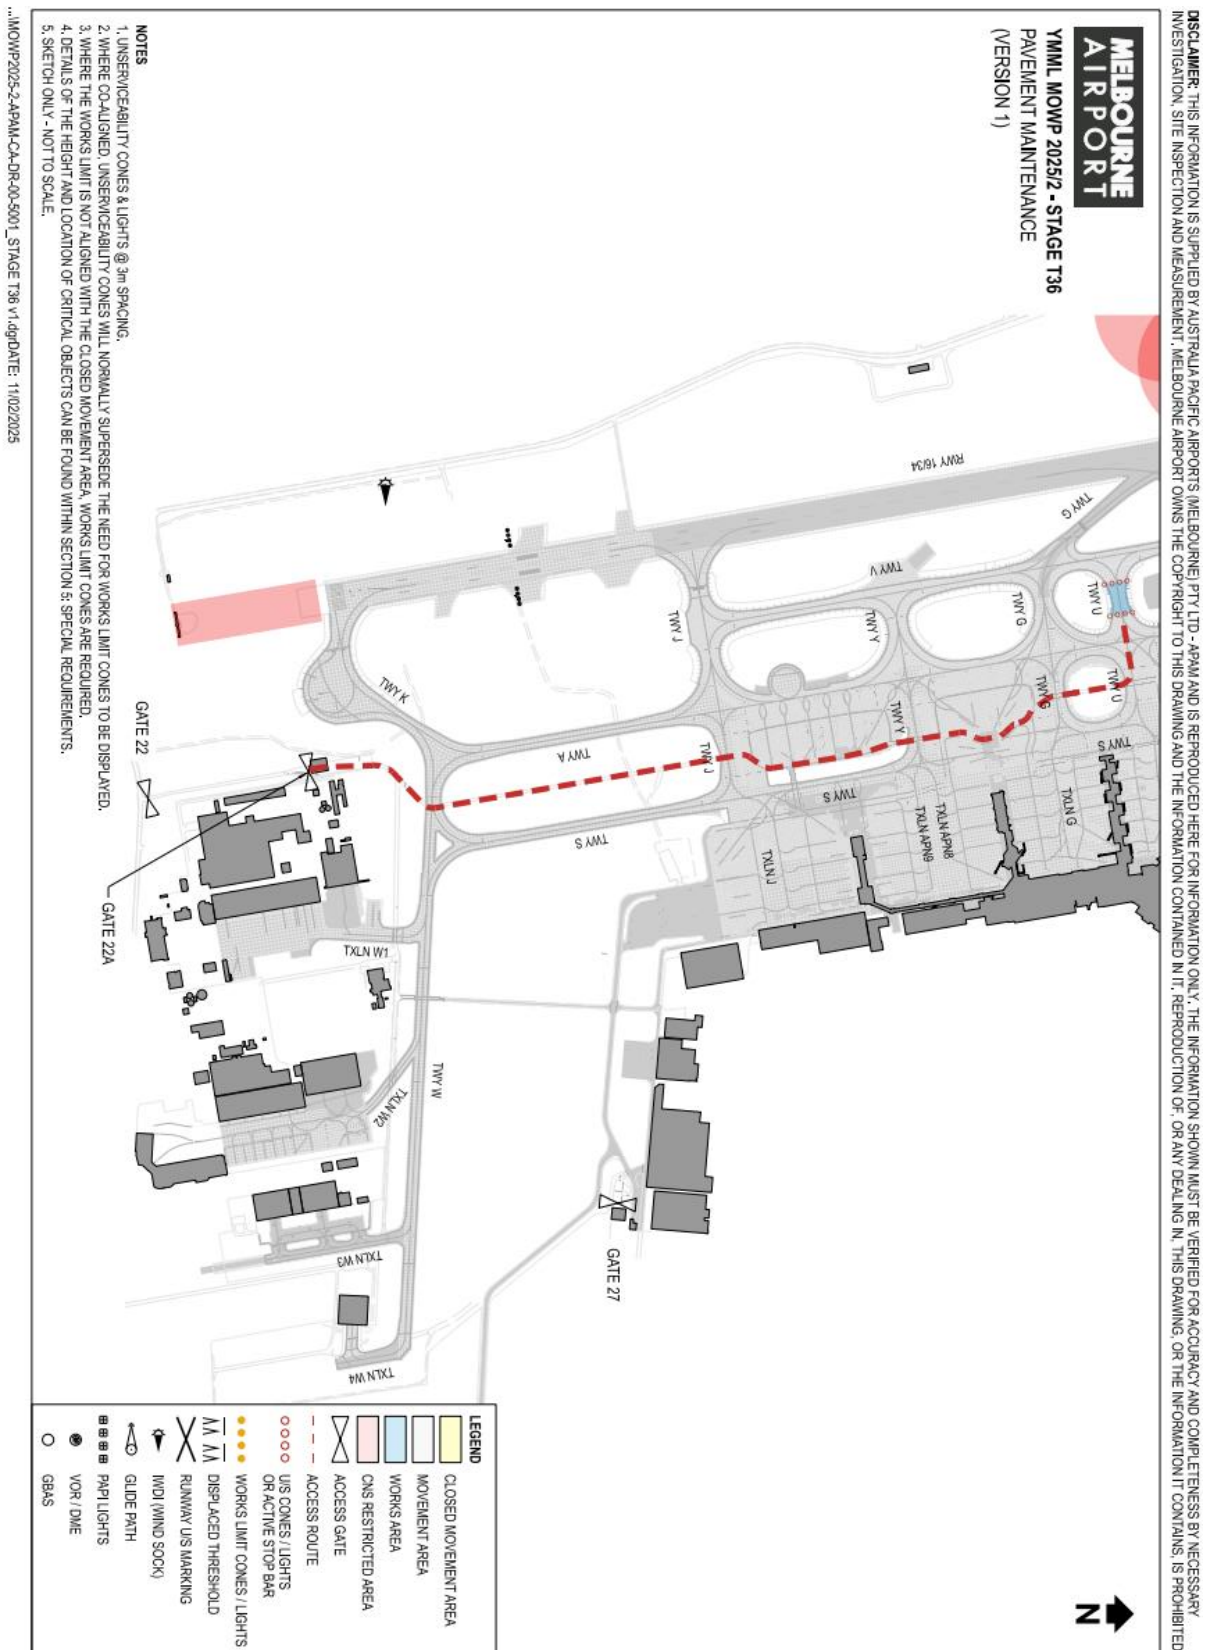 DISCLAIMER: THIS INFORMATION IS SUPPLIED BY AUSTRALIA PACIFIC AIRPORTS (MELBOURNE) PTY LTD - APAM AND IS REPRODUCED HERE FOR INFORMATION ONLY. THE INFORMATION SHOWN MUST BE VERIFIED FOR ACCURACY AND COMPLETENESS BY NECESSARY
INVESTIGATION, SITE INSPECTION AND MEASUREMENT. MELBOURNE AIRPORT OWNS THE COPYRIGHT TO THIS DRAWING AND THE INFORMATION CONTAINED IN IT. REPRODUCTION OF, OR ANY DEALING IN, THIS DRAWING, OR THE INFORMATION IT CONTAINS, IS PROHIBITED
MELBOURNE
AIRPORT
YMML MOWP 2025/2 - STAGE T36
PAVEMENT MAINTENANCE
(VERSION 1)
RWY 16/34
TWY G
TWY V
TWY U
TWY G
TWY Y
TWY J
TWY U
TWY G
TWY Y
TWY K
TWY A
TWY J
TWY S
TWY S
TWY S
TXLN G
TXLN APN8
TXLN APN9
TXLN J
GATE 22
GATE 22A
TXLN W1
TWY W
TXLN W2
TXLN W3
TXLN W4
GATE 27
N
NOTES
1. UNSERVICEABILITY CONES & LIGHTS @ 3m SPACING.
2. WHERE CO-ALIGNED, UNSERVICEABILITY CONES WILL NORMALLY SUPERSEDE THE NEED FOR WORKS LIMIT CONES TO BE DISPLAYED.
3. WHERE THE WORKS LIMIT IS NOT ALIGNED WITH THE CLOSED MOVEMENT AREA, WORKS LIMIT CONES ARE REQUIRED.
4. DETAILS OF THE HEIGHT AND LOCATION OF CRITICAL OBJECTS CAN BE FOUND WITHIN SECTION 5: SPECIAL REQUIREMENTS.
5. SKETCH ONLY - NOT TO SCALE.
LEGEND
CLOSED MOVEMENT AREA
MOVEMENT AREA
WORKS AREA
CNS RESTRICTED AREA
ACCESS GATE
ACCESS ROUTE
U/S CONES / LIGHTS
OR ACTIVE STOP BAR
WORKS LIMIT CONES / LIGHTS
DISPLACED THRESHOLD
RUNWAY U/S MARKING
IWDI (WIND SOCK)
GLIDE PATH
PAPI LIGHTS
VOR / DME
GBAS
...\MOWP2025-2-APAM-CA-DR-00-5001_STAGE T36 v1.dgnDATE: 11/02/2025